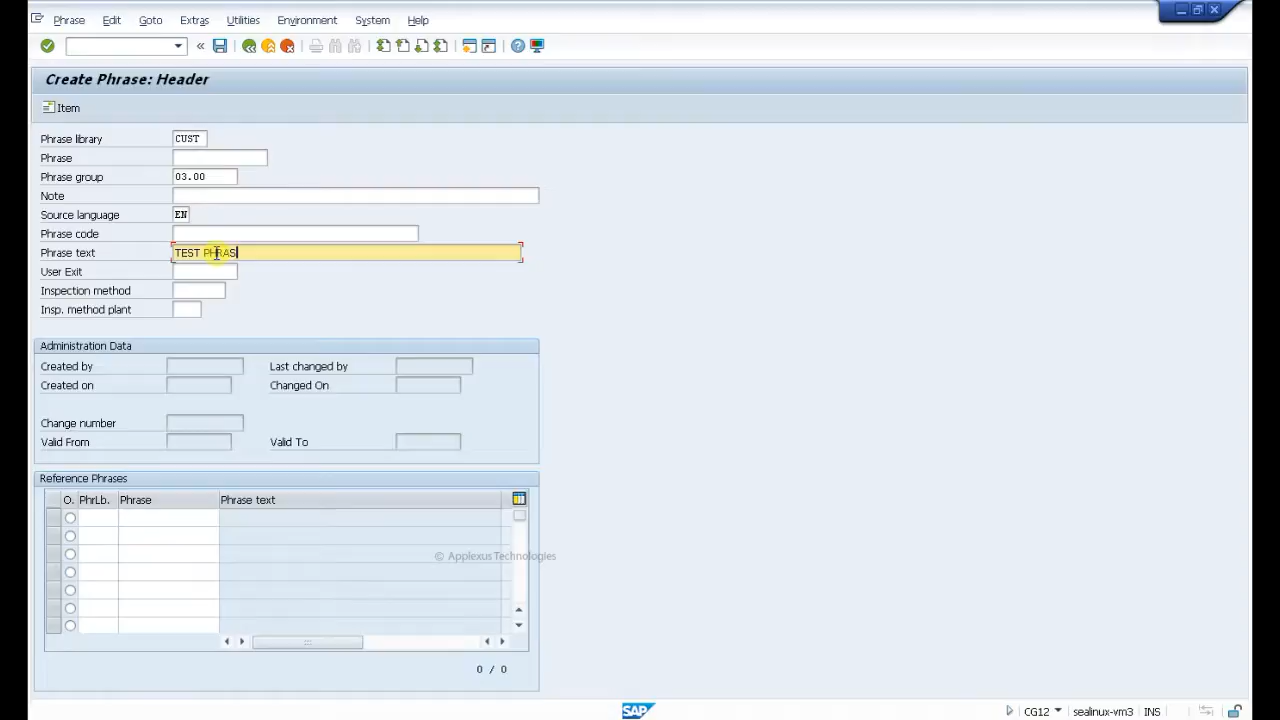 Phrase Edit Goto Extras Utilities Environment System Help
Create Phrase: Header
Item
Phrase library CUST
Phrase
Phrase group 03.00
Note
Source language EN
Phrase code
Phrase text TEST PHRAS
User Exit
Inspection method
Insp. method plant
Administration Data
Created by Last changed by
Created on Changed On
Change number
Valid From Valid To
Reference Phrases
O. PhrLb. Phrase Phrase text
© Applexus Technologies
0 / 0
SAP CG12 sealinux-vm3 INS